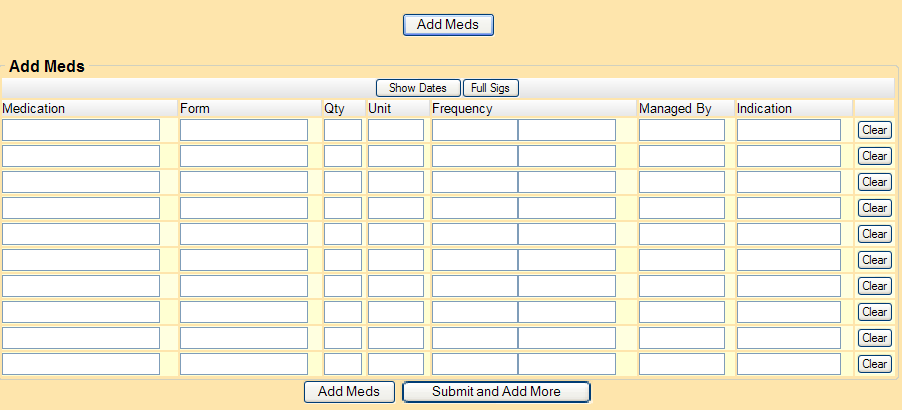 Add Meds
Add Meds
Show Dates Full Sigs
Medication Form Qty Unit Frequency Managed By Indication
Clear
Clear
Clear
Clear
Clear
Clear
Clear
Clear
Clear
Clear
Add Meds Submit and Add More